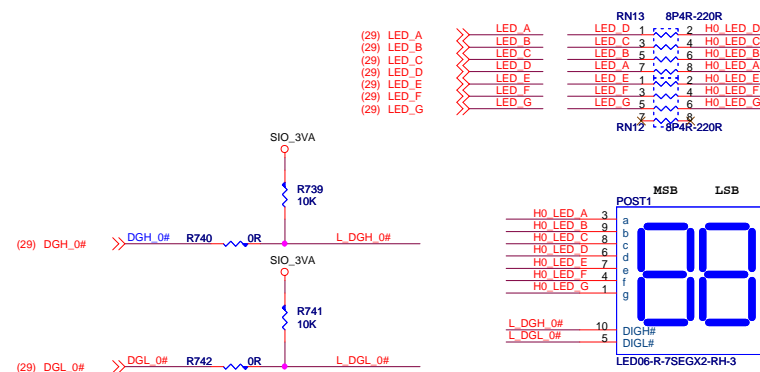 RN13 8P4R-220R
(29) LED_A LED_A LED_D 1 2 H0_LED_D
(29) LED_B LED_B LED_C 3 4 H0_LED_C
(29) LED_C LED_C LED_B 5 6 H0_LED_B
(29) LED_D LED_D LED_A 7 8 H0_LED_A
(29) LED_E LED_E LED_E 1 2 H0_LED_E
(29) LED_F LED_F LED_F 3 4 H0_LED_F
(29) LED_G LED_G LED_G 5 6 H0_LED_G
7 8
RN12 8P4R-220R
SIO_3VA
R739
10K
(29) DGH_0# DGH_0# R740 0R L_DGH_0#
SIO_3VA
R741
10K
(29) DGL_0# DGL_0# R742 0R L_DGL_0#
MSB LSB
POST1
H0_LED_A 3 a
H0_LED_B 9 b
H0_LED_C 8 c
H0_LED_D 6 d
H0_LED_E 7 e
H0_LED_F 4 f
H0_LED_G 1 g
L_DGH_0# 10 DIGH#
L_DGL_0# 5 DIGL#
LED06-R-7SEGX2-RH-3